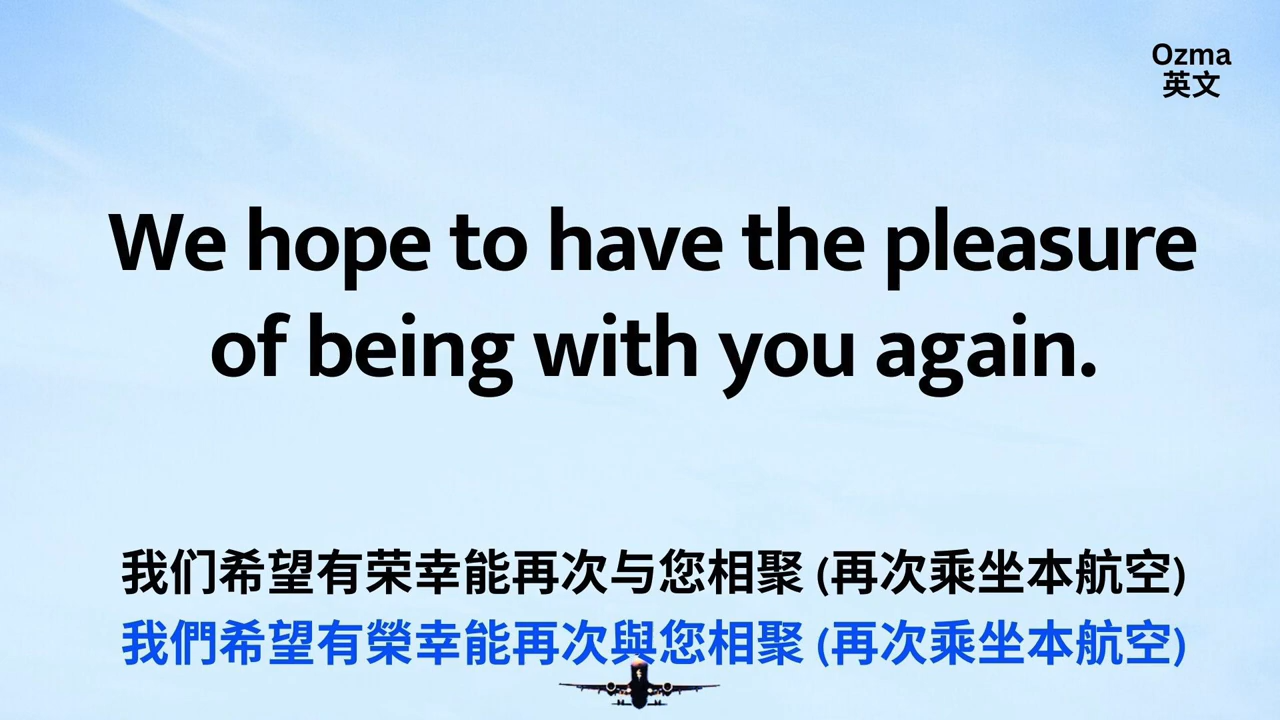 Ozma
英文
We hope to have the pleasure
of being with you again.
我们希望有荣幸能再次与您相聚 (再次乘坐本航空)
我們希望有榮幸能再次與您相聚 (再次乘坐本航空)